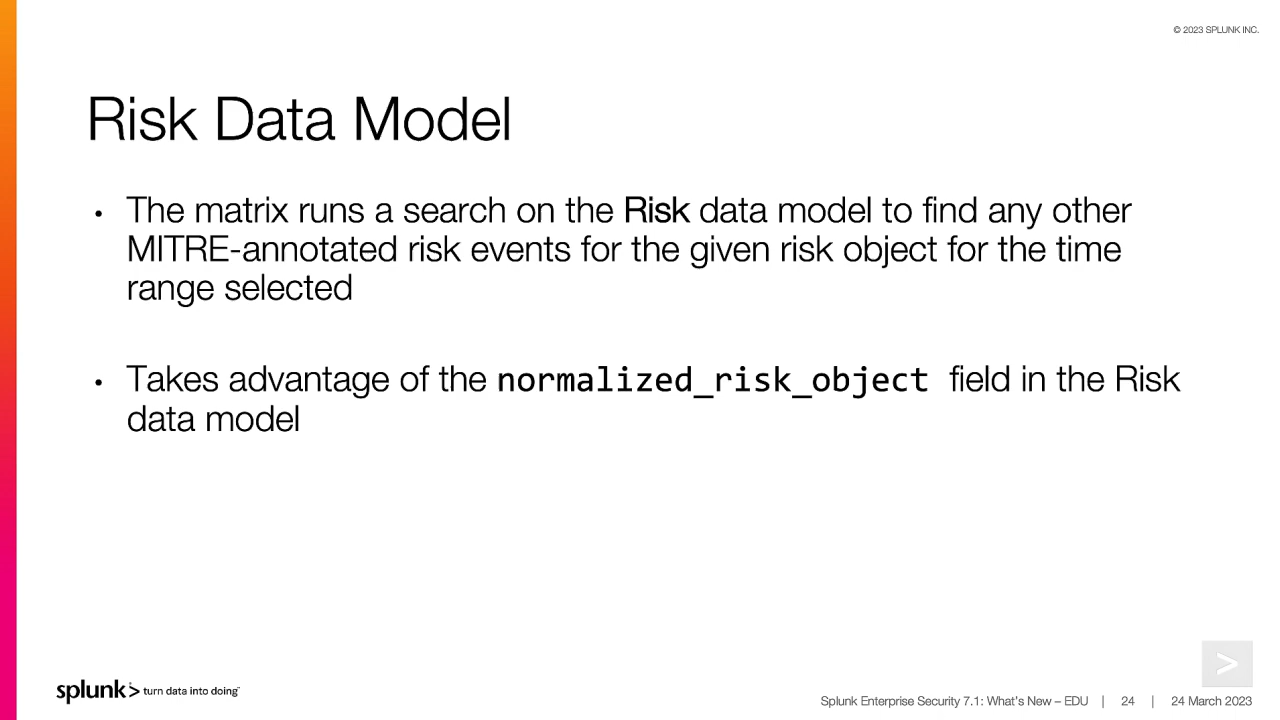 © 2023 SPLUNK INC.
Risk Data Model
• The matrix runs a search on the Risk data model to find any other
MITRE-annotated risk events for the given risk object for the time
range selected
• Takes advantage of the normalized_risk_object field in the Risk
data model
splunk> turn data into doing™
>
Splunk Enterprise Security 7.1: What's New – EDU | 24 | 24 March 2023